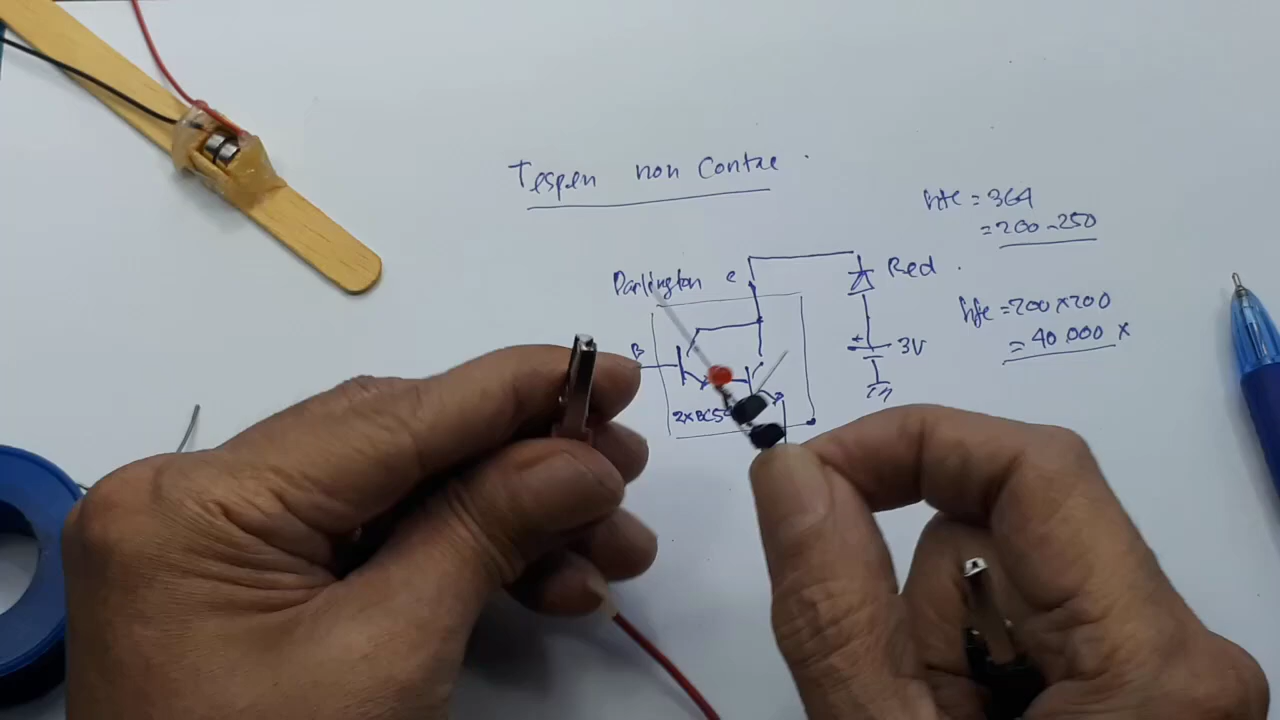 Tespen non Contac.
hfe = 364
= 200 ~ 250
Darlington c
Red.
B
hfe = 200 x 200
= 40.000 x
+ 3V
2xBC5